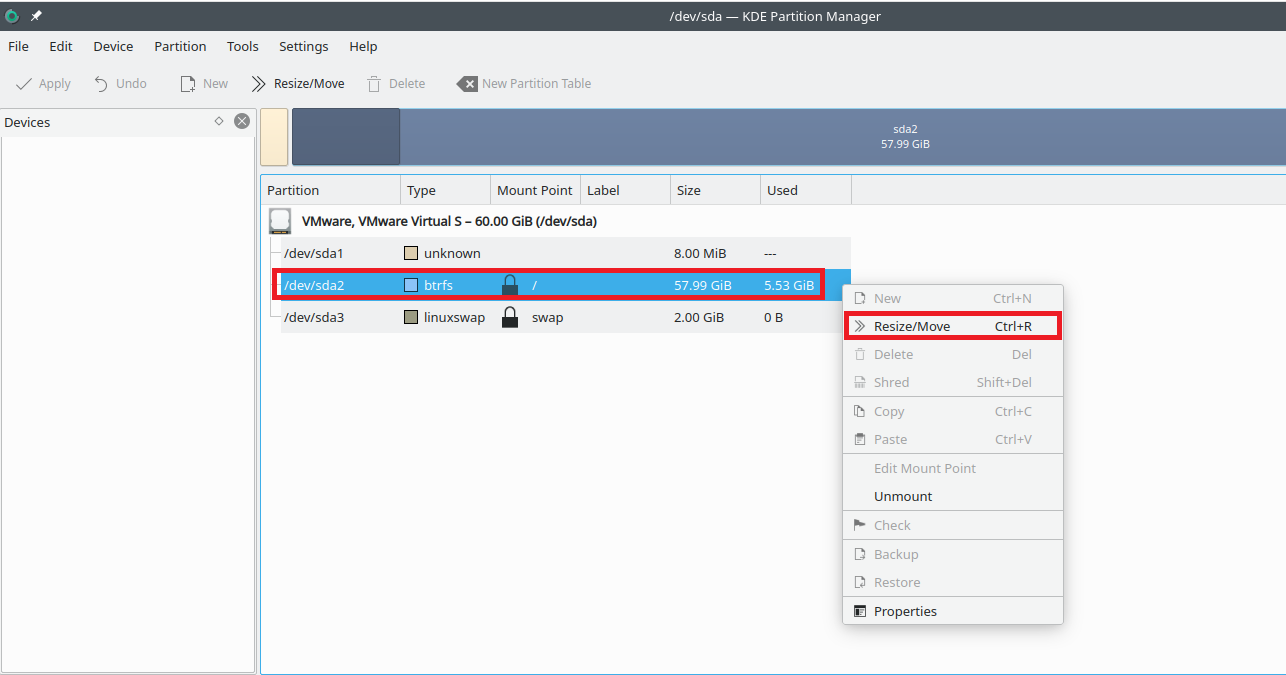 /dev/sda — KDE Partition Manager
File Edit Device Partition Tools Settings Help
Apply Undo New Resize/Move Delete New Partition Table
Devices
sda2
57.99 GiB
Partition Type Mount Point Label Size Used
VMware, VMware Virtual S – 60.00 GiB (/dev/sda)
/dev/sda1 unknown 8.00 MiB ---
/dev/sda2 btrfs / 57.99 GiB 5.53 GiB
/dev/sda3 linuxswap swap 2.00 GiB 0 B
New Ctrl+N
Resize/Move Ctrl+R
Delete Del
Shred Shift+Del
Copy Ctrl+C
Paste Ctrl+V
Edit Mount Point
Unmount
Check
Backup
Restore
Properties